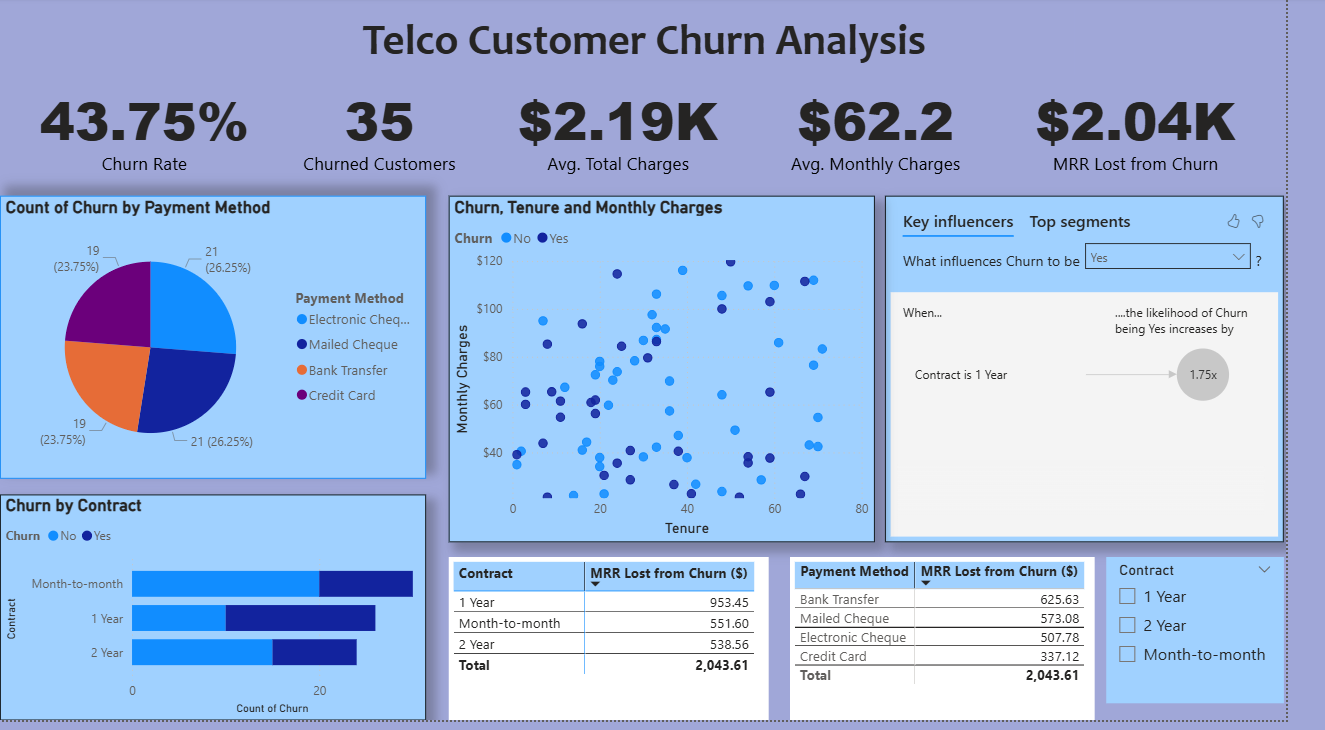 Telco Customer Churn Analysis
43.75%
Churn Rate
35
Churned Customers
$2.19K
Avg. Total Charges
$62.2
Avg. Monthly Charges
$2.04K
MRR Lost from Churn
Count of Churn by Payment Method
19
(23.75%)
21
(26.25%)
19
(23.75%)
21 (26.25%)
Payment Method
Electronic Cheq...
Mailed Cheque
Bank Transfer
Credit Card
Churn by Contract
Churn No Yes
Contract
Month-to-month
1 Year
2 Year
0 20
Count of Churn
Churn, Tenure and Monthly Charges
Churn No Yes
Monthly Charges
$120
$100
$80
$60
$40
0 20 40 60 80
Tenure
Key influencers Top segments
What influences Churn to be Yes ?
When...
....the likelihood of Churn
being Yes increases by
Contract is 1 Year 1.75x
Contract MRR Lost from Churn ($)
1 Year 953.45
Month-to-month 551.60
2 Year 538.56
Total 2,043.61
Payment Method MRR Lost from Churn ($)
Bank Transfer 625.63
Mailed Cheque 573.08
Electronic Cheque 507.78
Credit Card 337.12
Total 2,043.61
Contract
1 Year
2 Year
Month-to-month